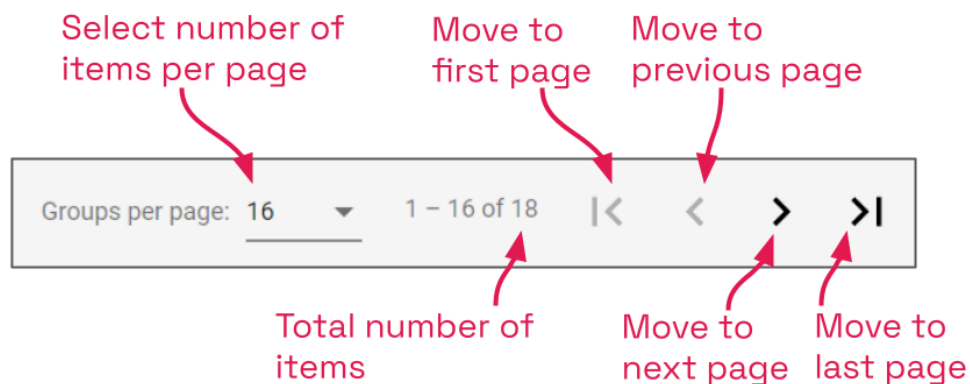 Select number of
items per page
Move to
first page
Move to
previous page
Groups per page: 16
1 – 16 of 18
Total number of
items
Move to
next page
Move to
last page